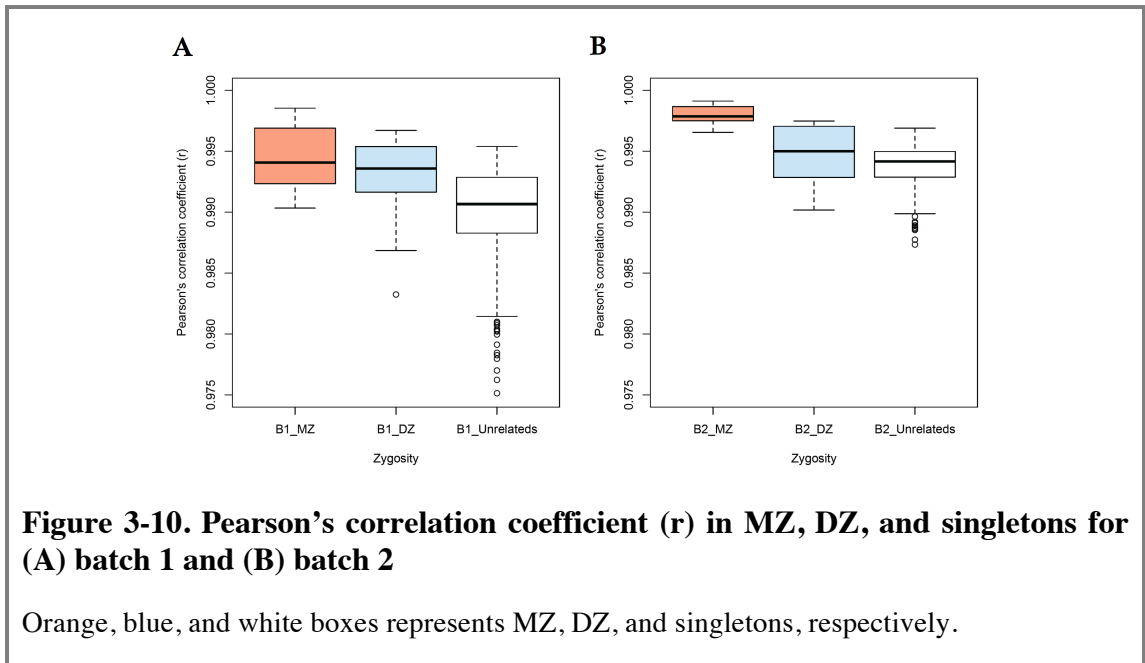 A
B
Pearson's correlation coefficient (r)
1.000
0.995
0.990
0.985
0.980
0.975
B1_MZ
B1_DZ
B1_Unrelateds
Zygosity
Pearson's correlation coefficient (r)
1.000
0.995
0.990
0.985
0.980
0.975
B2_MZ
B2_DZ
B2_Unrelateds
Zygosity
Figure 3-10. Pearson's correlation coefficient (r) in MZ, DZ, and singletons for
(A) batch 1 and (B) batch 2
Orange, blue, and white boxes represents MZ, DZ, and singletons, respectively.